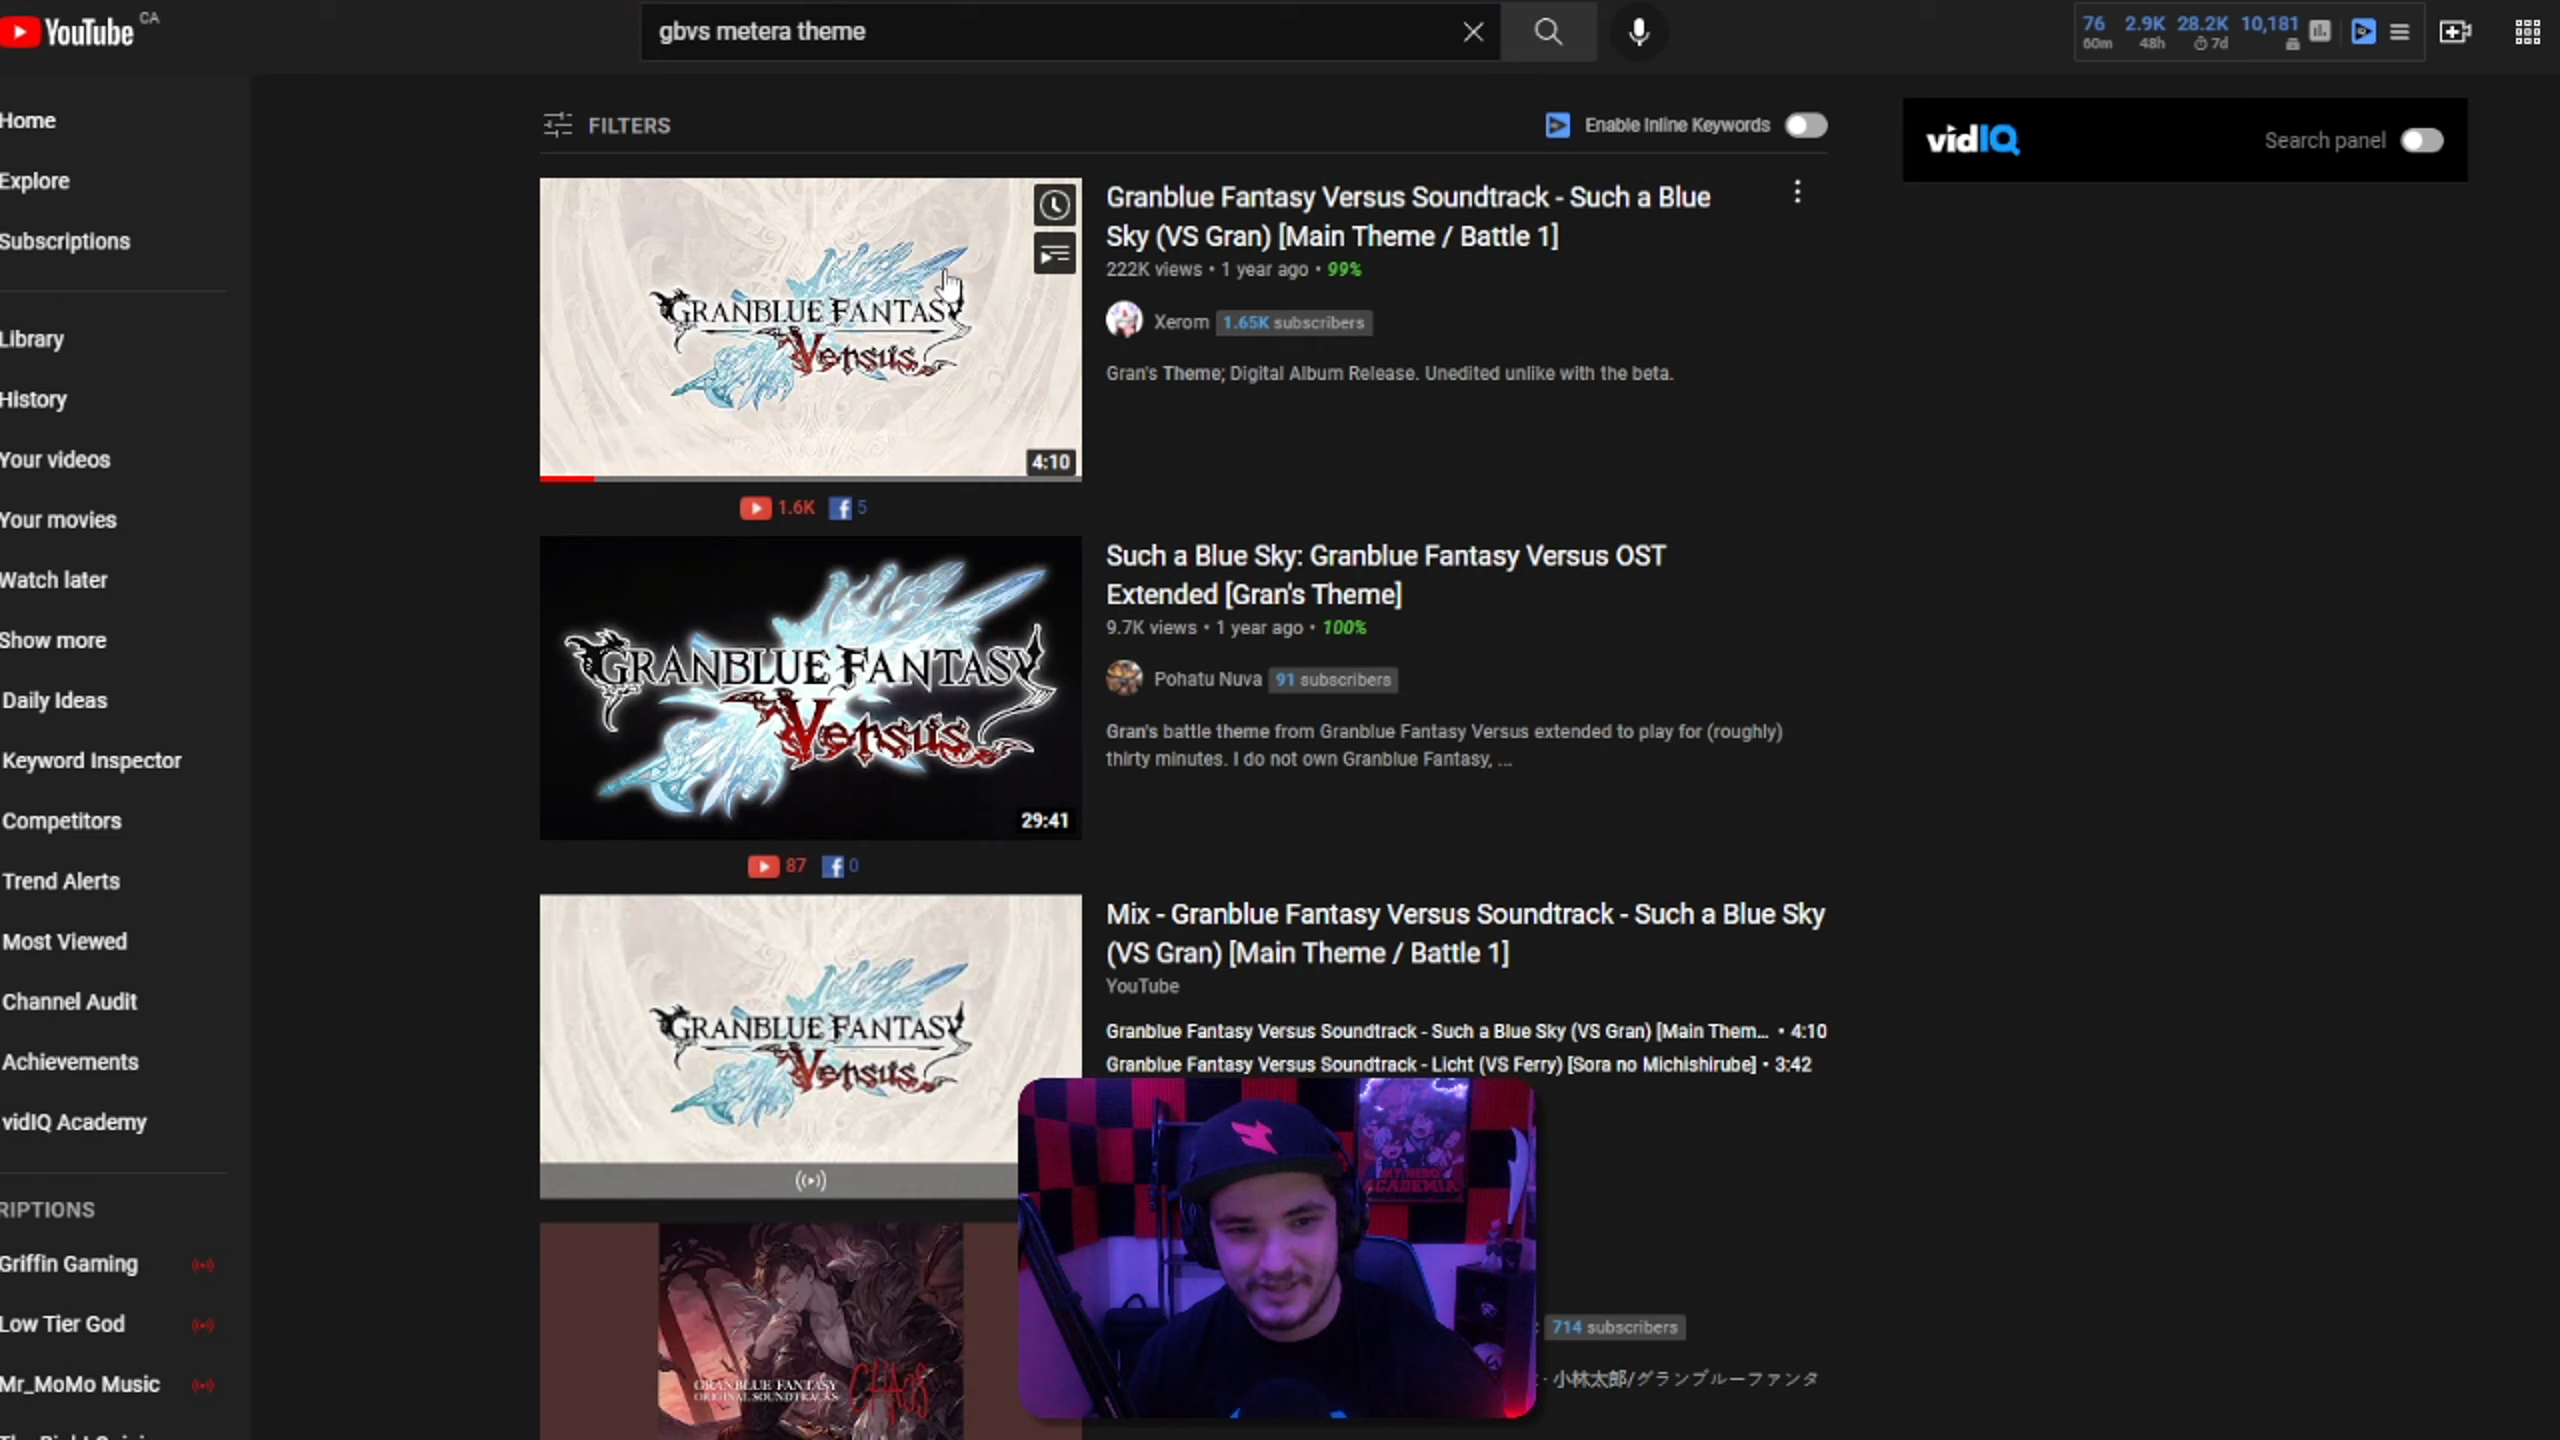 YouTube CA
gbvs metera theme
76 2.9K 28.2K 10,181
60m 48h 7d
Home
Explore
Subscriptions
Library
History
Your videos
Your movies
Watch later
Show more
Daily Ideas
Keyword Inspector
Competitors
Trend Alerts
Most Viewed
Channel Audit
Achievements
vidIQ Academy
RIPTIONS
Griffin Gaming
Low Tier God
Mr_MoMo Music
FILTERS
Enable Inline Keywords
vidIQ
Search panel
GRANBLUE FANTASY
Versus
4:10
Granblue Fantasy Versus Soundtrack - Such a Blue
Sky (VS Gran) [Main Theme / Battle 1]
222K views • 1 year ago • 99%
Xerom 1.65K subscribers
Gran's Theme; Digital Album Release. Unedited unlike with the beta.
1.6K 5
GRANBLUE FANTASY
Versus
29:41
Such a Blue Sky: Granblue Fantasy Versus OST
Extended [Gran's Theme]
9.7K views • 1 year ago • 100%
Pohatu Nuva 91 subscribers
Gran's battle theme from Granblue Fantasy Versus extended to play for (roughly)
thirty minutes. I do not own Granblue Fantasy, ...
87 0
GRANBLUE FANTASY
Versus
Mix - Granblue Fantasy Versus Soundtrack - Such a Blue Sky
(VS Gran) [Main Theme / Battle 1]
YouTube
Granblue Fantasy Versus Soundtrack - Such a Blue Sky (VS Gran) [Main Them... • 4:10
Granblue Fantasy Versus Soundtrack - Licht (VS Ferry) [Sora no Michishirube] • 3:42
MY HERO
ACADEMIA
GRANBLUE FANTASY
ORIGINAL SOUNDTRACKS
CHAOS
714 subscribers
小林太郎/グランブルーファンタ